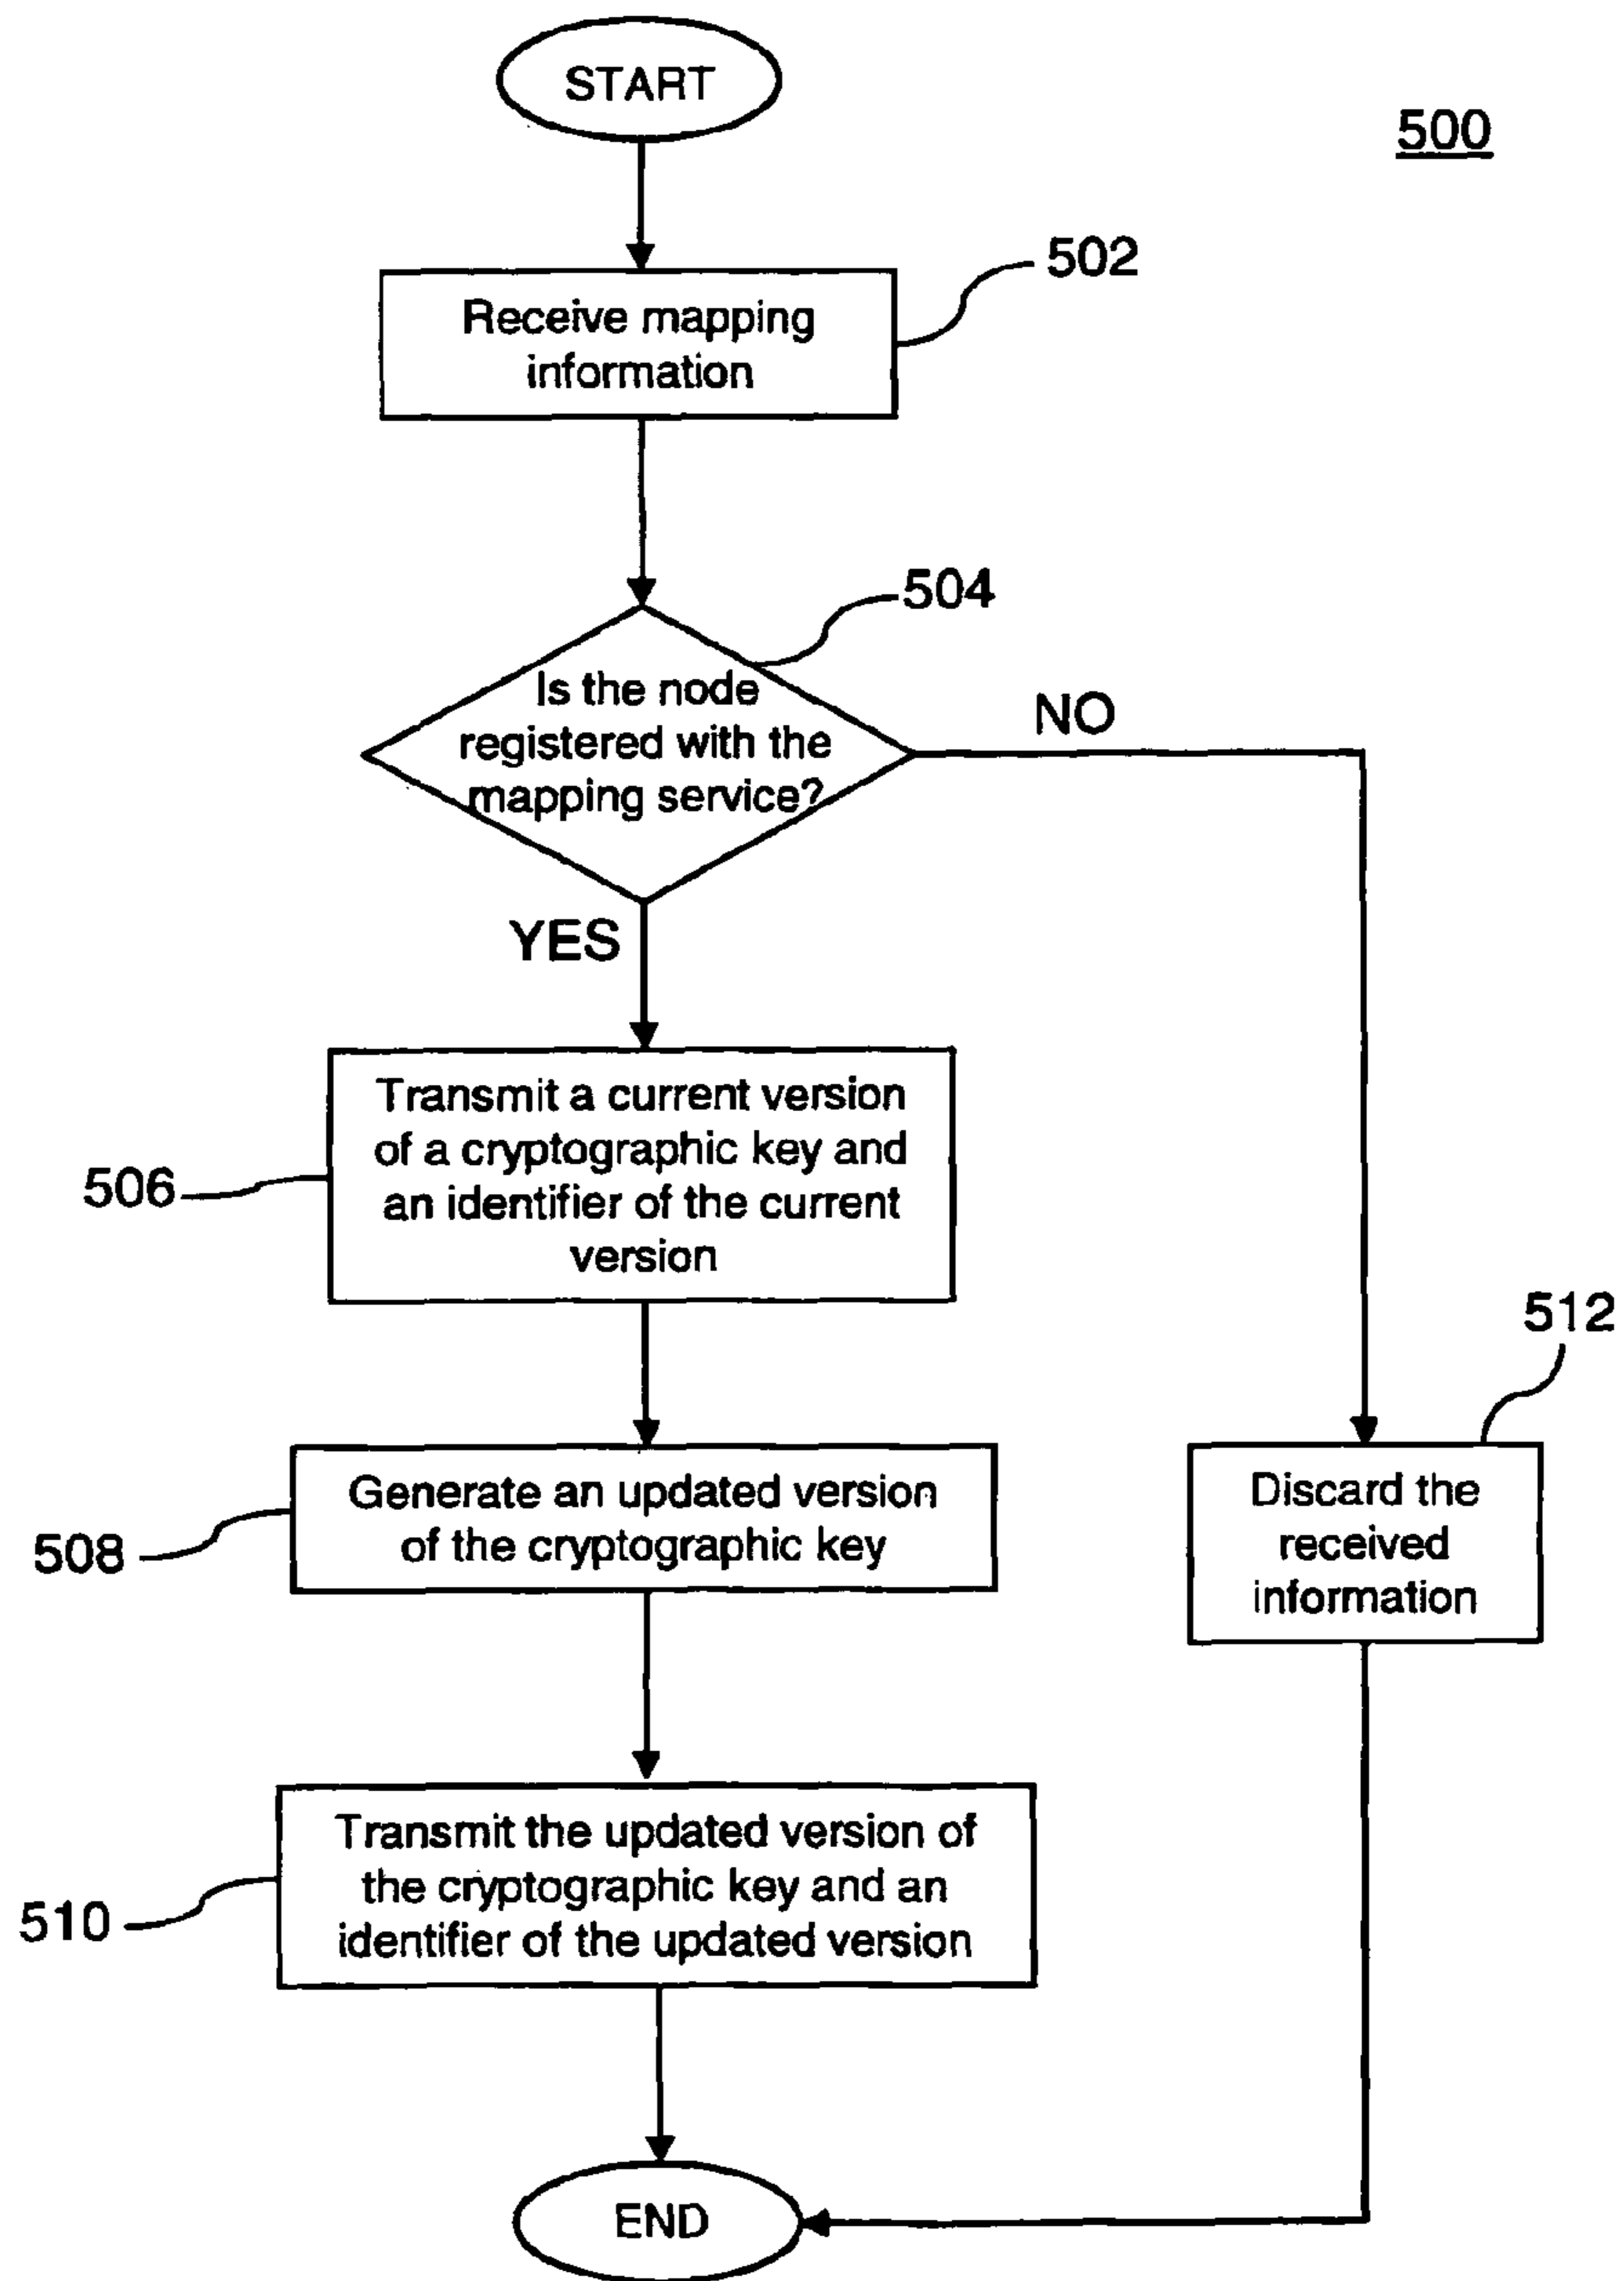 START
500
502
Receive mapping
information
504
Is the node
registered with the
mapping service?
NO
YES
506
Transmit a current version
of a cryptographic key and
an identifier of the current
version
512
508
Generate an updated version
of the cryptographic key
Discard the
received
information
510
Transmit the updated version of
the cryptographic key and an
identifier of the updated version
END